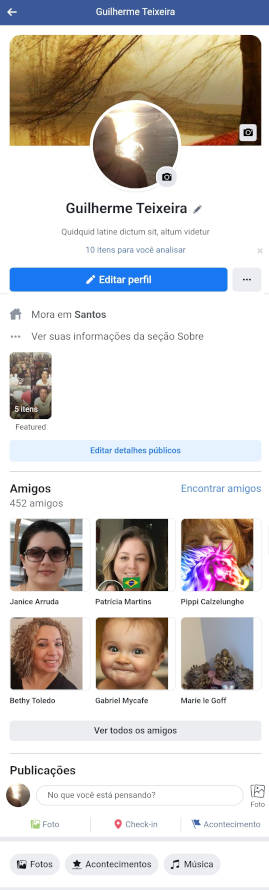 Guilherme Teixeira
Guilherme Teixeira
Quidquid latine dictum sit, altum videtur
10 itens para você analisar
Editar perfil
Mora em Santos
Ver suas informações da seção Sobre
5 itens
Featured
Editar detalhes públicos
Amigos
Encontrar amigos
452 amigos
Janice Arruda
Patrícia Martins
Pippi Calzelunghe
Bethy Toledo
Gabriel Mycafe
Marie le Goff
Ver todos os amigos
Publicações
No que você está pensando?
Foto
Foto
Check-in
Acontecimento
Fotos
Acontecimentos
Música